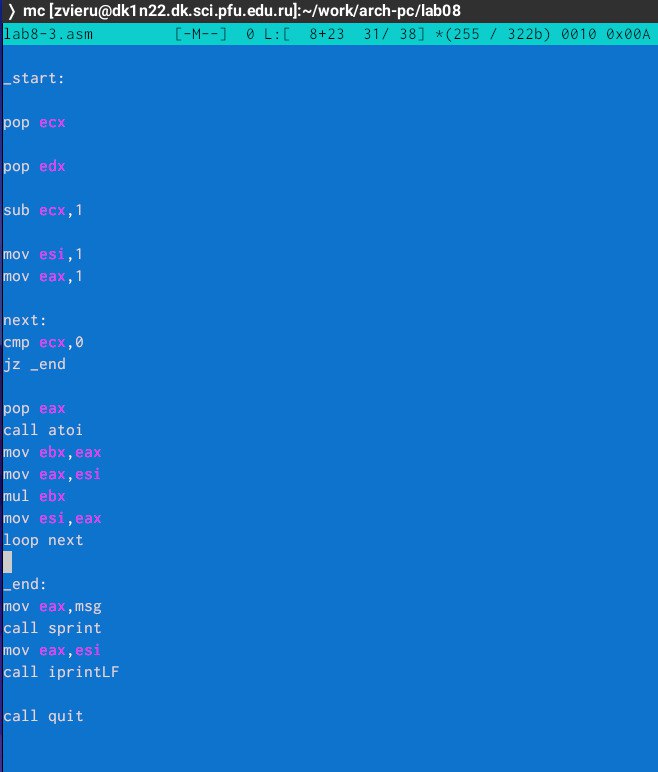 ❭ mc [zvieru@dk1n22.dk.sci.pfu.edu.ru]:~/work/arch-pc/lab08
lab8-3.asm [-M--] 0 L:[ 8+23 31/ 38] *(255 / 322b) 0010 0x00A
_start:
pop ecx
pop edx
sub ecx,1
mov esi,1
mov eax,1
next:
cmp ecx,0
jz _end
pop eax
call atoi
mov ebx,eax
mov eax,esi
mul ebx
mov esi,eax
loop next
_end:
mov eax,msg
call sprint
mov eax,esi
call iprintLF
call quit